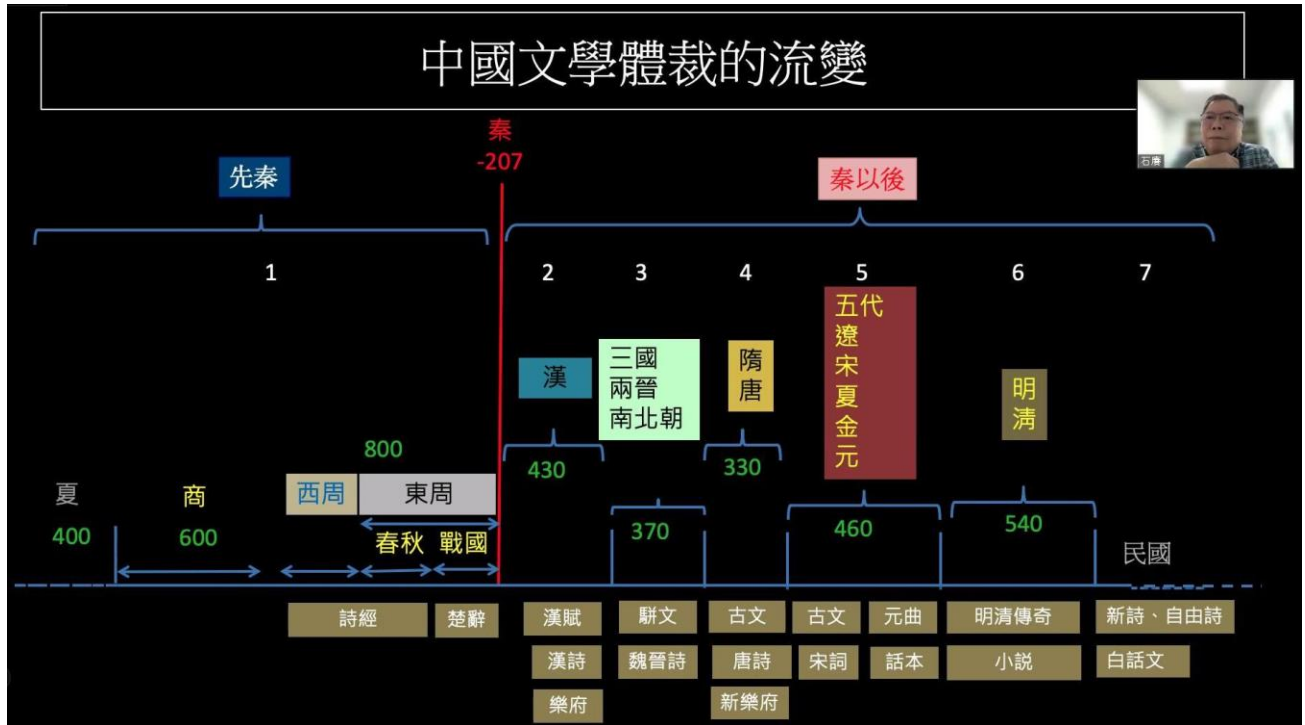 中國文學體裁的流變
石磨
秦
-207
先秦
秦以後
1
2
3
4
5
6
7
五代
遼
宋
夏
金
元
三國
兩晉
南北朝
隋
唐
漢
明
清
800
430
330
西周
東周
夏
商
400
600
春秋
戰國
370
460
540
民國
詩經
楚辭
漢賦
駢文
古文
古文
元曲
明清傳奇
新詩、自由詩
漢詩
魏晉詩
唐詩
宋詞
話本
小説
白話文
樂府
新樂府